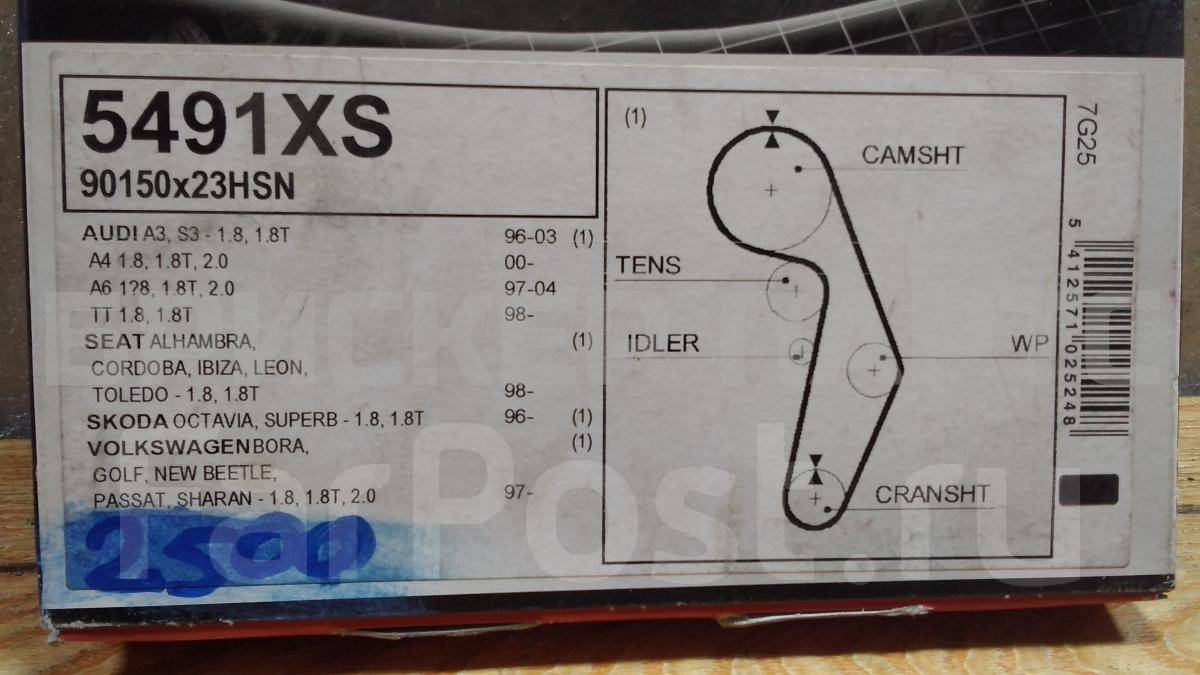 5491XS
90150x23HSN
AUDI A3, S3 - 1.8, 1.8T 96-03 (1)
A4 1.8, 1.8T, 2.0 00-
A6 1?8, 1.8T, 2.0 97-04
TT 1.8, 1.8T 98-
SEAT ALHAMBRA, (1)
CORDOBA, IBIZA, LEON,
TOLEDO - 1.8, 1.8T 98-
SKODA OCTAVIA, SUPERB - 1.8, 1.8T 96- (1)
VOLKSWAGEN BORA, (1)
GOLF, NEW BEETLE,
PASSAT, SHARAN - 1.8, 1.8T, 2.0 97-
2500
(1)
CAMSHT
TENS
IDLER
WP
CRANSHT
7G25
5 412571 025248
FarPost.ru